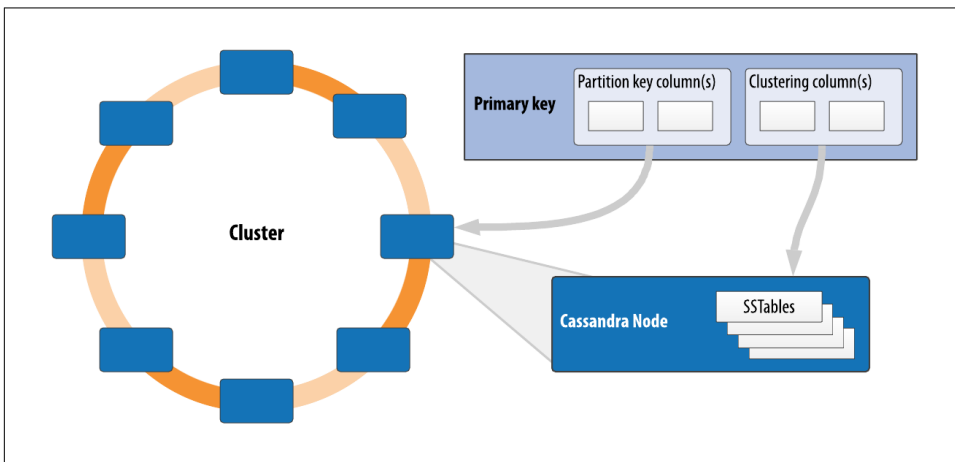 Partition key column(s)
Clustering column(s)
Primary key
Cluster
SSTables
Cassandra Node